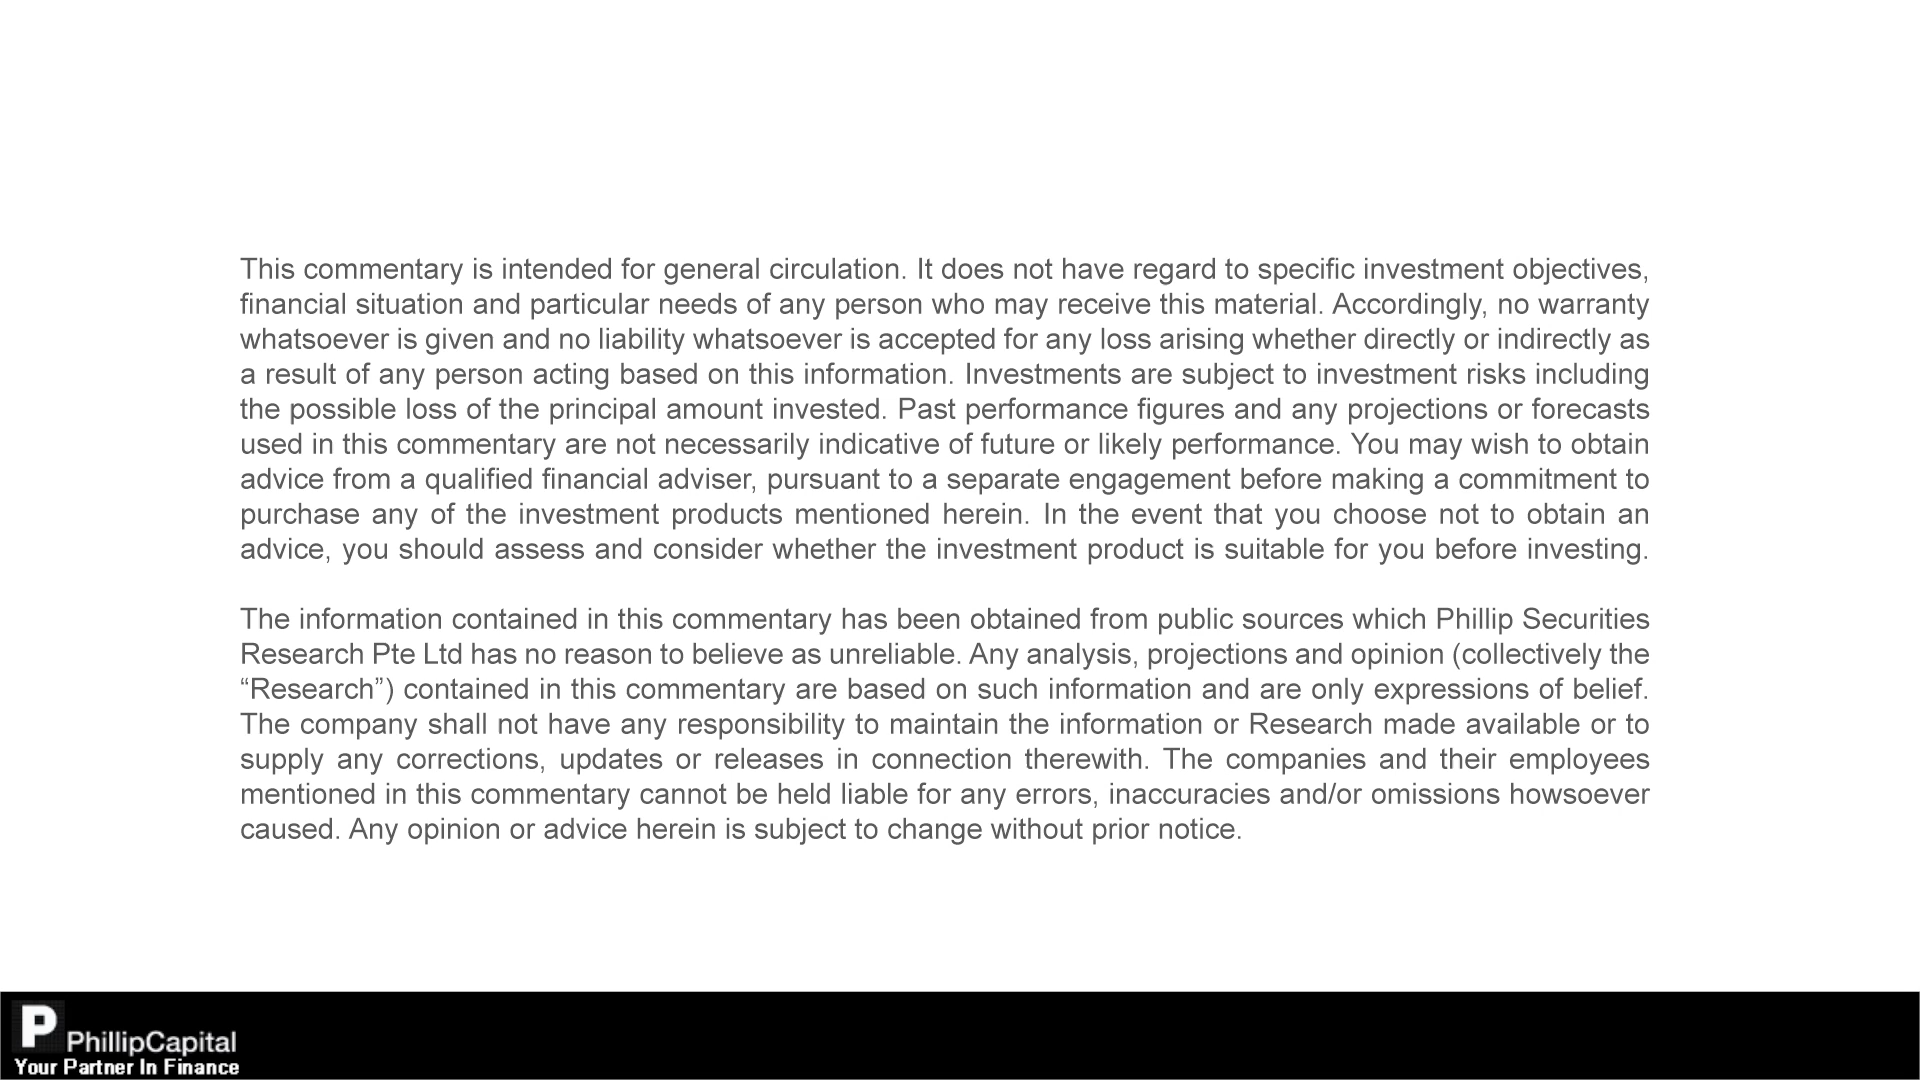 This commentary is intended for general circulation. It does not have regard to specific investment objectives,
financial situation and particular needs of any person who may receive this material. Accordingly, no warranty
whatsoever is given and no liability whatsoever is accepted for any loss arising whether directly or indirectly as
a result of any person acting based on this information. Investments are subject to investment risks including
the possible loss of the principal amount invested. Past performance figures and any projections or forecasts
used in this commentary are not necessarily indicative of future or likely performance. You may wish to obtain
advice from a qualified financial adviser, pursuant to a separate engagement before making a commitment to
purchase any of the investment products mentioned herein. In the event that you choose not to obtain an
advice, you should assess and consider whether the investment product is suitable for you before investing.
The information contained in this commentary has been obtained from public sources which Phillip Securities
Research Pte Ltd has no reason to believe as unreliable. Any analysis, projections and opinion (collectively the
“Research”) contained in this commentary are based on such information and are only expressions of belief.
The company shall not have any responsibility to maintain the information or Research made available or to
supply any corrections, updates or releases in connection therewith. The companies and their employees
mentioned in this commentary cannot be held liable for any errors, inaccuracies and/or omissions howsoever
caused. Any opinion or advice herein is subject to change without prior notice.
P PhillipCapital
Your Partner In Finance